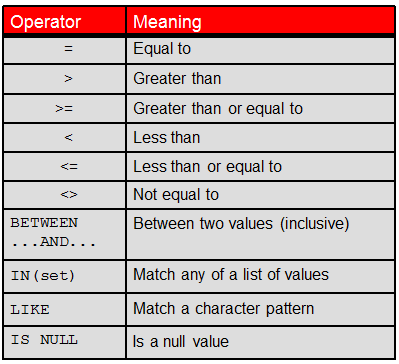 Operator Meaning
= Equal to
> Greater than
>= Greater than or equal to
< Less than
<= Less than or equal to
<> Not equal to
BETWEEN Between two values (inclusive)
...AND...
IN(set) Match any of a list of values
LIKE Match a character pattern
IS NULL Is a null value